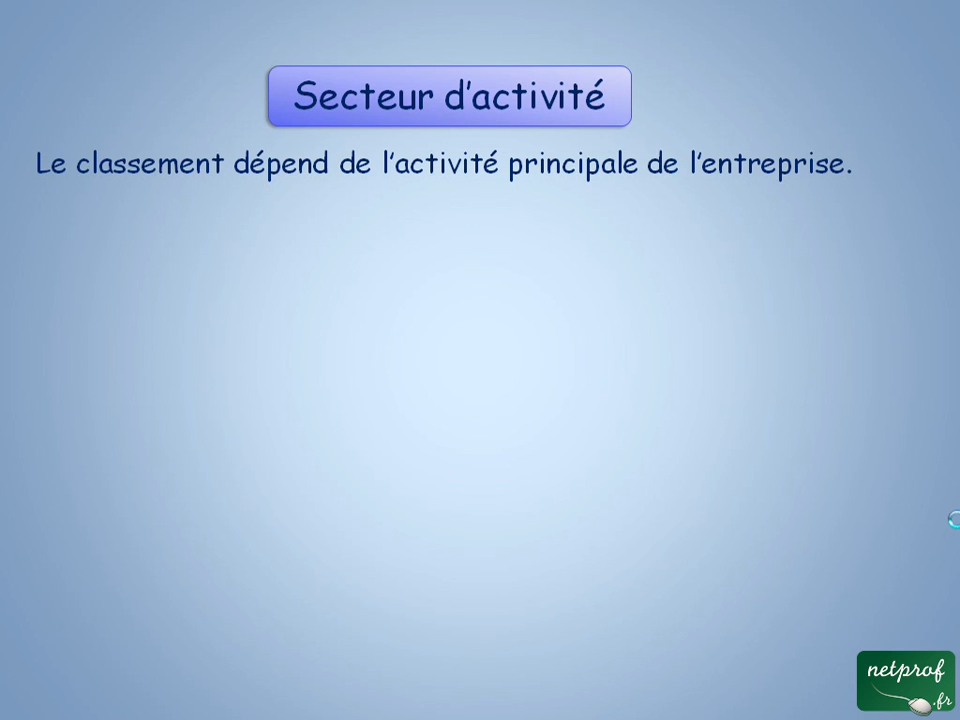 Secteur d’activité
Le classement dépend de l’activité principale de l’entreprise.
netprof
.fr